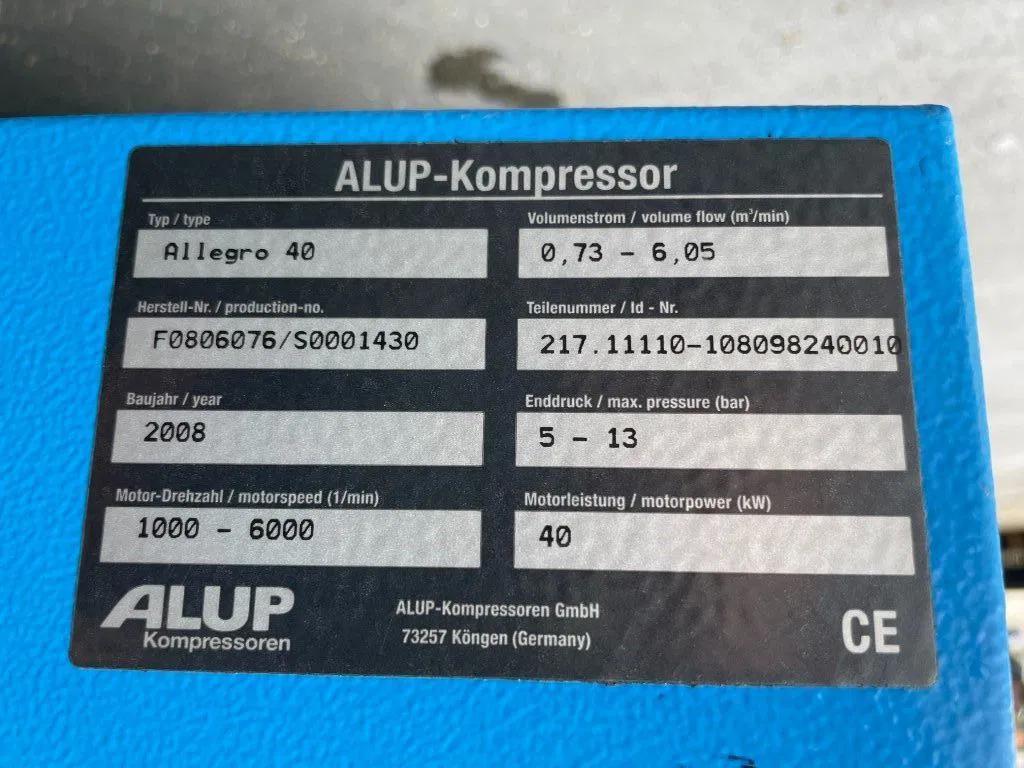 ALUP-Kompressor
Typ / type
Allegro 40
Volumenstrom / volume flow (m³/min)
0,73 - 6,05
Herstell-Nr. / production-no.
F0806076/S0001430
Teilenummer / Id - Nr.
217.11110-108098240010
Baujahr / year
2008
Enddruck / max. pressure (bar)
5 - 13
Motor-Drehzahl / motorspeed (1/min)
1000 - 6000
Motorleistung / motorpower (kW)
40
ALUP
Kompressoren
ALUP-Kompressoren GmbH
73257 Köngen (Germany)
CE